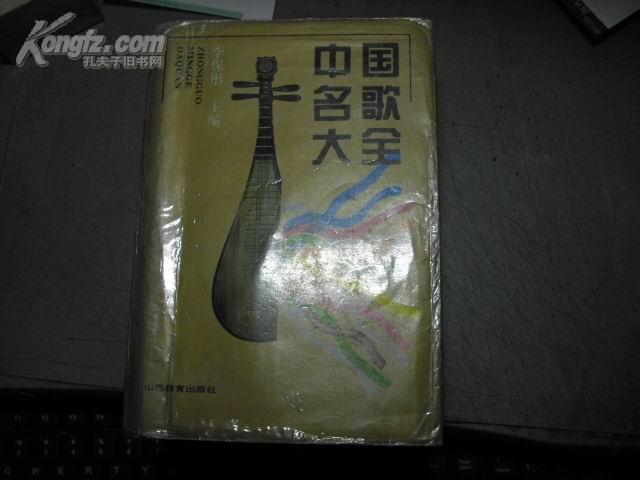 Kongfz.com
孔夫子旧书网
中国
名歌
大全
李保彤 主编
ZHONGGUO
MINGGE
DAQUAN
山西教育出版社
Q W E R T Y